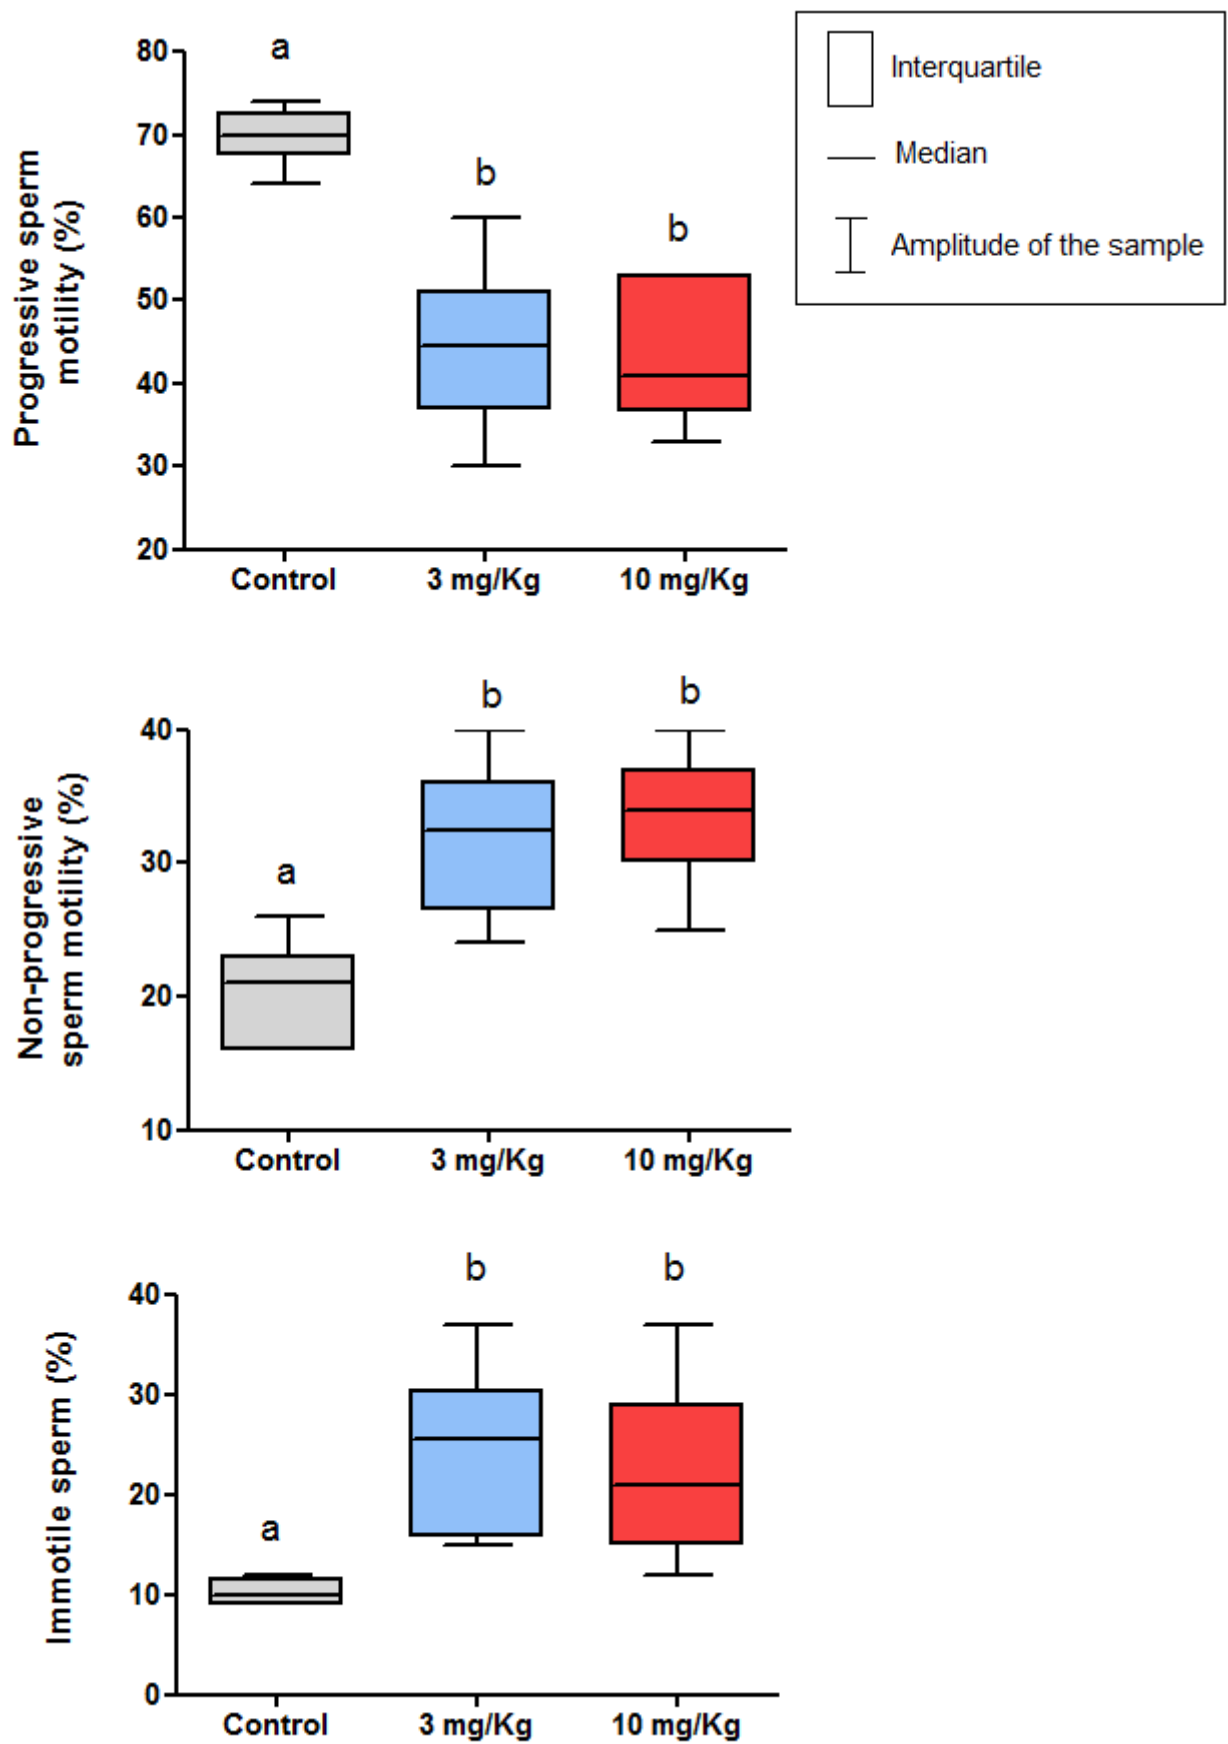 Interquartile
Median
Amplitude of the sample
Progressive sperm
motility (%)
80
70
60
50
40
30
20
a
b
b
Control
3 mg/Kg
10 mg/Kg
Non-progressive
sperm motility (%)
40
30
20
10
a
b
b
Control
3 mg/Kg
10 mg/Kg
Immotile sperm (%)
40
30
20
10
0
a
b
b
Control
3 mg/Kg
10 mg/Kg